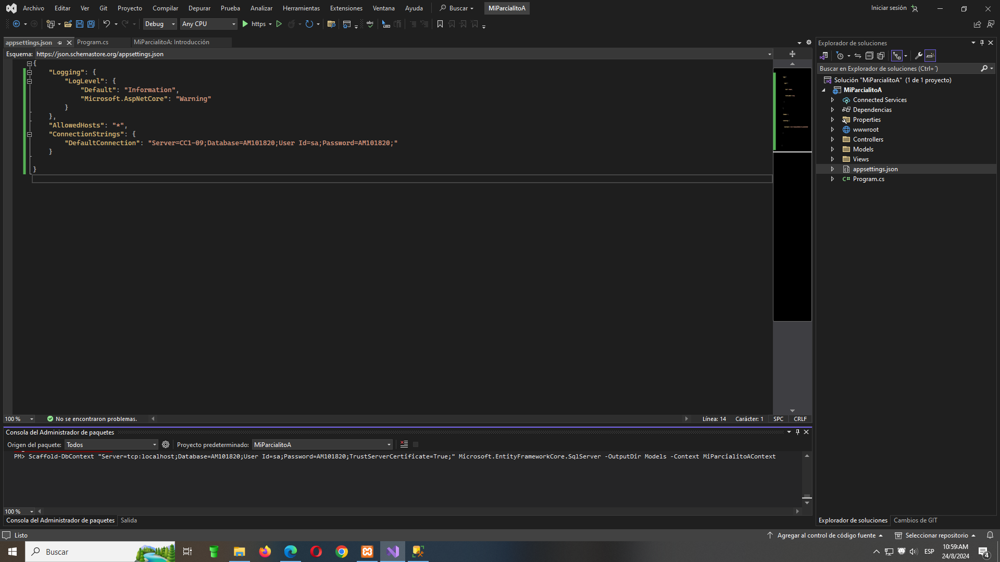 Archivo Editar Ver Git Proyecto Compilar Depurar Prueba Analizar Herramientas Extensiones Ventana Ayuda Buscar MiParcialitoA Iniciar sesión
Debug Any CPU https
appsettings.json Program.cs MiParcialitoA: Introducción
Esquema: https://json.schemastore.org/appsettings.json
{
"Logging": {
"LogLevel": {
"Default": "Information",
"Microsoft.AspNetCore": "Warning"
}
},
"AllowedHosts": "*",
"ConnectionStrings": {
"DefaultConnection": "Server=CC1-09;Database=AM101820;User Id=sa;Password=AM101820;"
}
}
100 % No se encontraron problemas. Línea: 14 Carácter: 1 SPC CRLF
Consola del Administrador de paquetes
Origen del paquete: Todos Proyecto predeterminado: MiParcialitoA
PM> Scaffold-DbContext "Server=tcp:localhost;Database=AM101820;User Id=sa;Password=AM101820;TrustServerCertificate=True;" Microsoft.EntityFrameworkCore.SqlServer -OutputDir Models -Context MiParcialitoAContext
100 %
Consola del Administrador de paquetes Salida
Explorador de soluciones
Buscar en Explorador de soluciones (Ctrl+´)
Solución "MiParcialitoA" (1 de 1 proyecto)
MiParcialitoA
Connected Services
Dependencias
Properties
wwwroot
Controllers
Models
Views
appsettings.json
C# Program.cs
Explorador de soluciones Cambios de GIT
Listo Agregar al control de código fuente Seleccionar repositorio
Buscar ESP 10:59 AM
24/8/2024
4